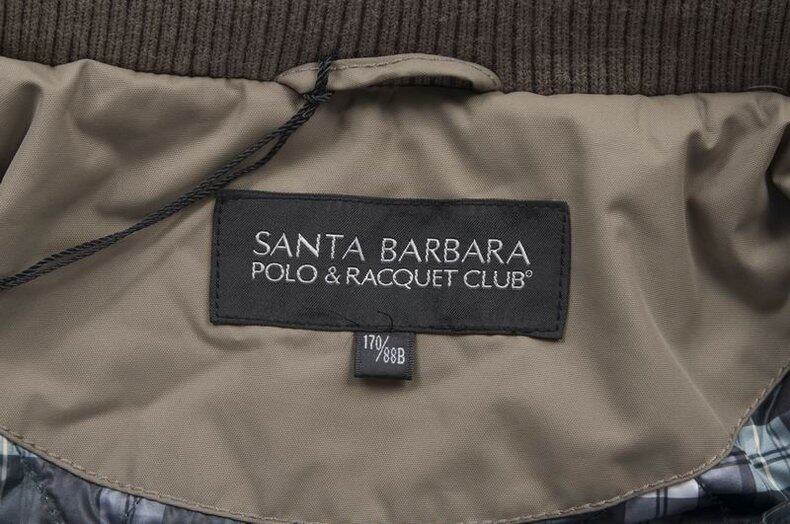 SANTA BARBARA
POLO & RACQUET CLUB°
170/88B